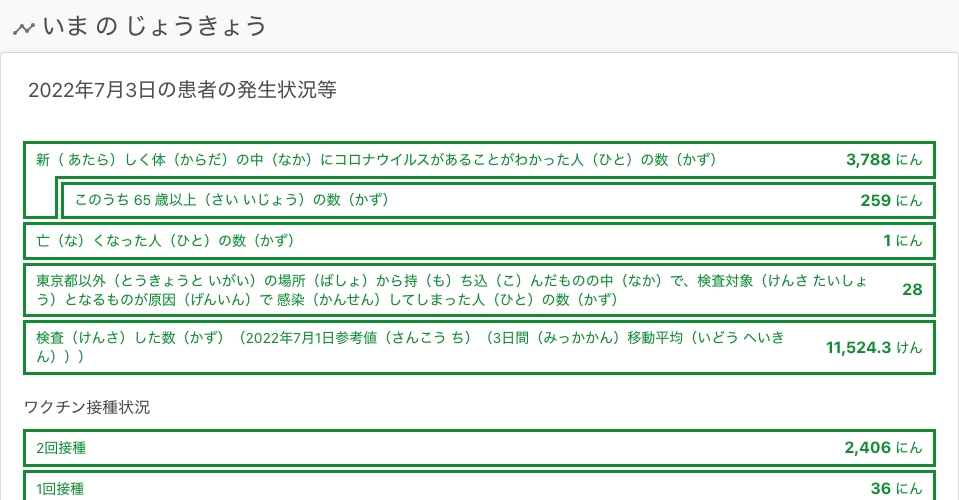 いま の じょうきょう
2022年7月3日の患者の発生状況等
新（ あたら）しく体（からだ）の中（なか）にコロナウイルスがあることがわかった人（ひと）の数（かず） 3,788 にん
このうち 65 歳以上（さい いじょう）の数（かず） 259 にん
亡（な）くなった人（ひと）の数（かず） 1 にん
東京都以外（とうきょうと いがい）の場所（ばしょ）から持（も）ち込（こ）んだものの中（なか）で、検査対象（けんさ たいしょ
う）となるものが原因（げんいん）で 感染（かんせん）してしまった人（ひと）の数（かず） 28
検査（けんさ）した数（かず）（2022年7月1日参考値（さんこう ち）（3日間（みっかかん）移動平均（いどう へいき
ん））） 11,524.3 けん
ワクチン接種状況
2回接種 2,406 にん
1回接種 36 にん